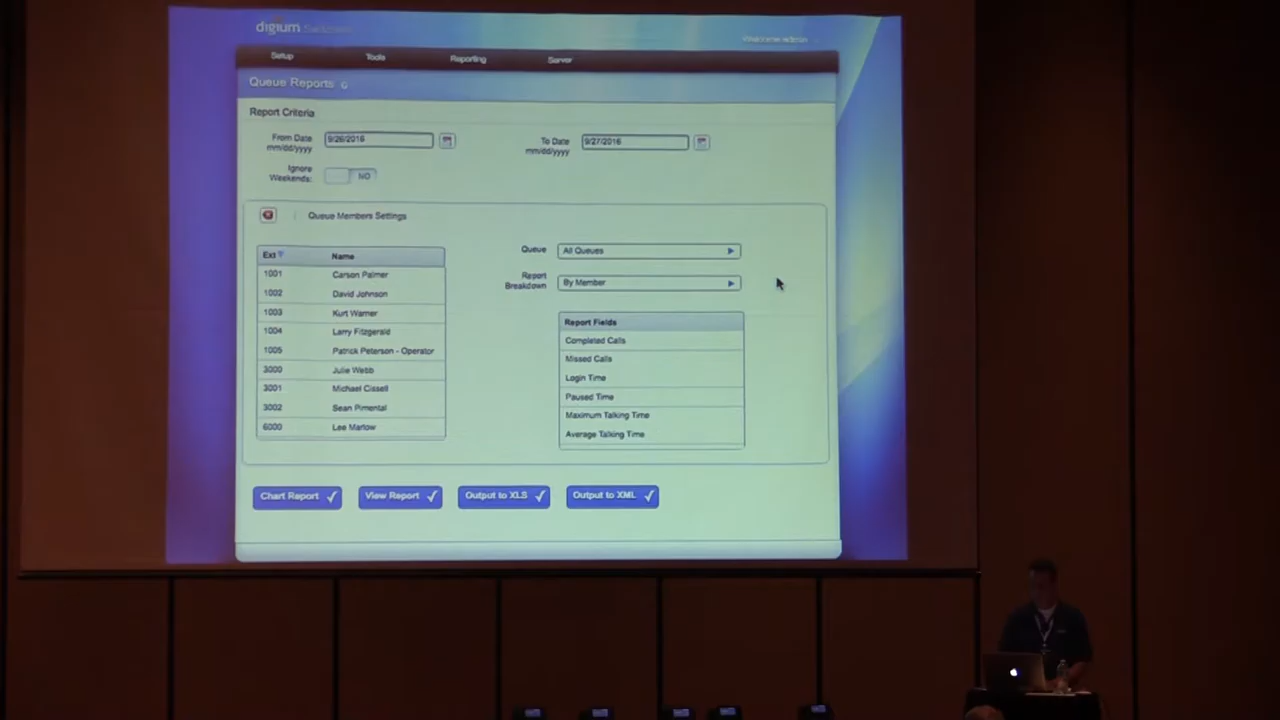 digium
Welcome admin
Setup Tools Reporting Server
Queue Reports
Report Criteria
From Date
mm/dd/yyyy
9/26/2016
To Date
mm/dd/yyyy
9/27/2016
Ignore
Weekends:
NO
Queue Members Settings
Ext Name
1001 Carson Palmer
1002 David Johnson
1003 Kurt Warner
1004 Larry Fitzgerald
1005 Patrick Peterson - Operator
3000 Julie Webb
3001 Michael Cissell
3002 Sean Pimental
6000 Lee Marlow
Queue All Queues
Report
Breakdown
By Member
Report Fields
Completed Calls
Missed Calls
Login Time
Paused Time
Maximum Talking Time
Average Talking Time
Chart Report View Report Output to XLS Output to XML